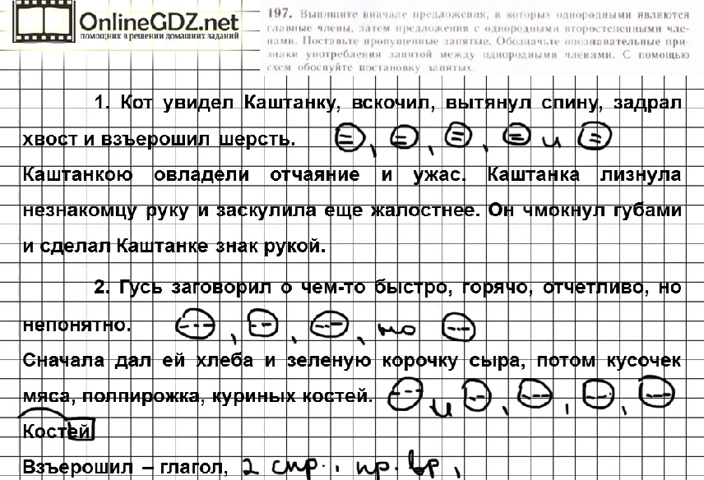 OnlineGDZ.net
помощник в решении домашних заданий
197. Выпишите вначале предложения, в которых однородными являются
главные члены, затем предложения с однородными второстепенными чле-
нами. Поставьте пропущенные запятые. Обозначьте опознавательные при-
знаки употребления запятой между однородными членами. С помощью
схем обоснуйте постановку запятых.
1. Кот увидел Каштанку, вскочил, вытянул спину, задрал
хвост и взъерошил шерсть. , , , и
Каштанкою овладели отчаяние и ужас. Каштанка лизнула
незнакомцу руку и заскулила еще жалостнее. Он чмокнул губами
и сделал Каштанке знак рукой.
2. Гусь заговорил о чем-то быстро, горячо, отчетливо, но
непонятно. , , , но
Сначала дал ей хлеба и зеленую корочку сыра, потом кусочек
мяса, полпирожка, куриных костей. и , , ,
Костей
Взъерошил – глагол, 2 спр., пр. вр,